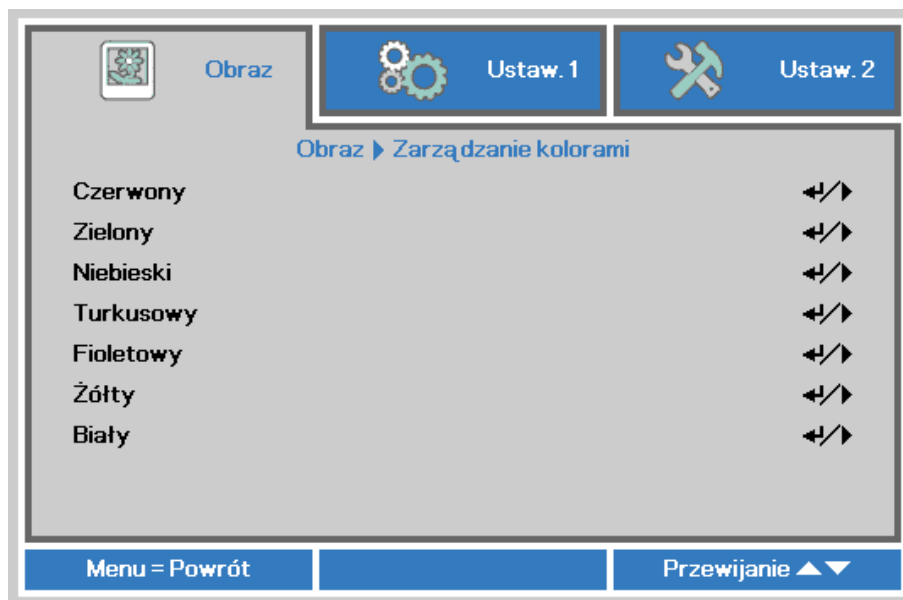 Obraz
Ustaw. 1
Ustaw. 2
Obraz ▶ Zarządzanie kolorami
Czerwony ↵/▶
Zielony ↵/▶
Niebieski ↵/▶
Turkusowy ↵/▶
Fioletowy ↵/▶
Żółty ↵/▶
Biały ↵/▶
Menu = Powrót
Przewijanie ▲▼